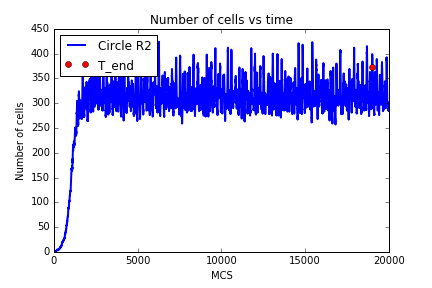 Number of cells vs time
450
400
350
300
250
200
150
100
50
0
Number of cells
Circle R2
T_end
0 5000 10000 15000 20000
MCS